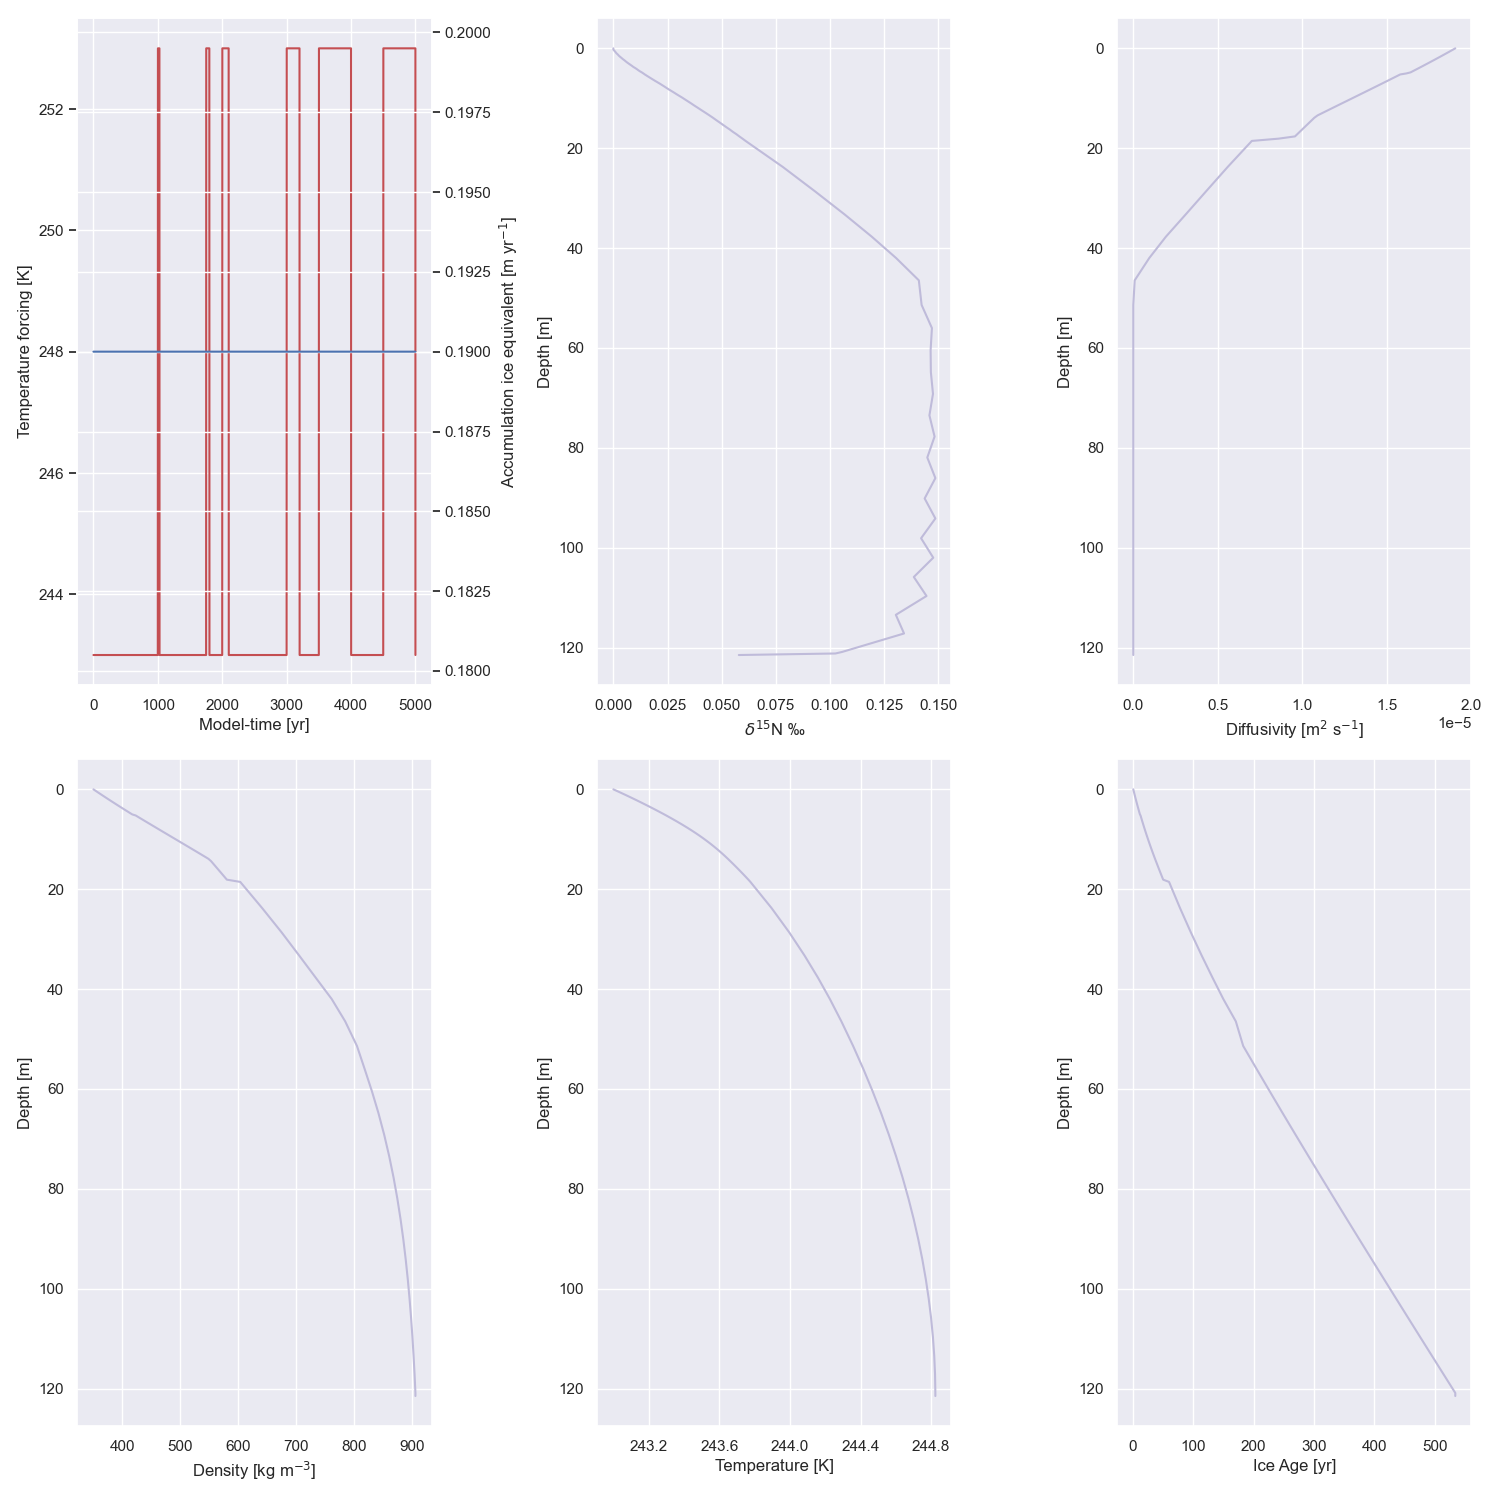 252
250
248
246
244
Temperature forcing [K]
0.2000
0.1975
0.1950
0.1925
0.1900
0.1875
0.1850
0.1825
0.1800
Accumulation ice equivalent [m yr⁻¹]
0 1000 2000 3000 4000 5000
Model-time [yr]
0
20
40
60
80
100
120
Depth [m]
0.000 0.025 0.050 0.075 0.100 0.125 0.150
δ¹⁵N ‰
0
20
40
60
80
100
120
Depth [m]
0.0 0.5 1.0 1.5 2.0
1e−5
Diffusivity [m² s⁻¹]
0
20
40
60
80
100
120
Depth [m]
400 500 600 700 800 900
Density [kg m⁻³]
0
20
40
60
80
100
120
Depth [m]
243.2 243.6 244.0 244.4 244.8
Temperature [K]
0
20
40
60
80
100
120
Depth [m]
0 100 200 300 400 500
Ice Age [yr]